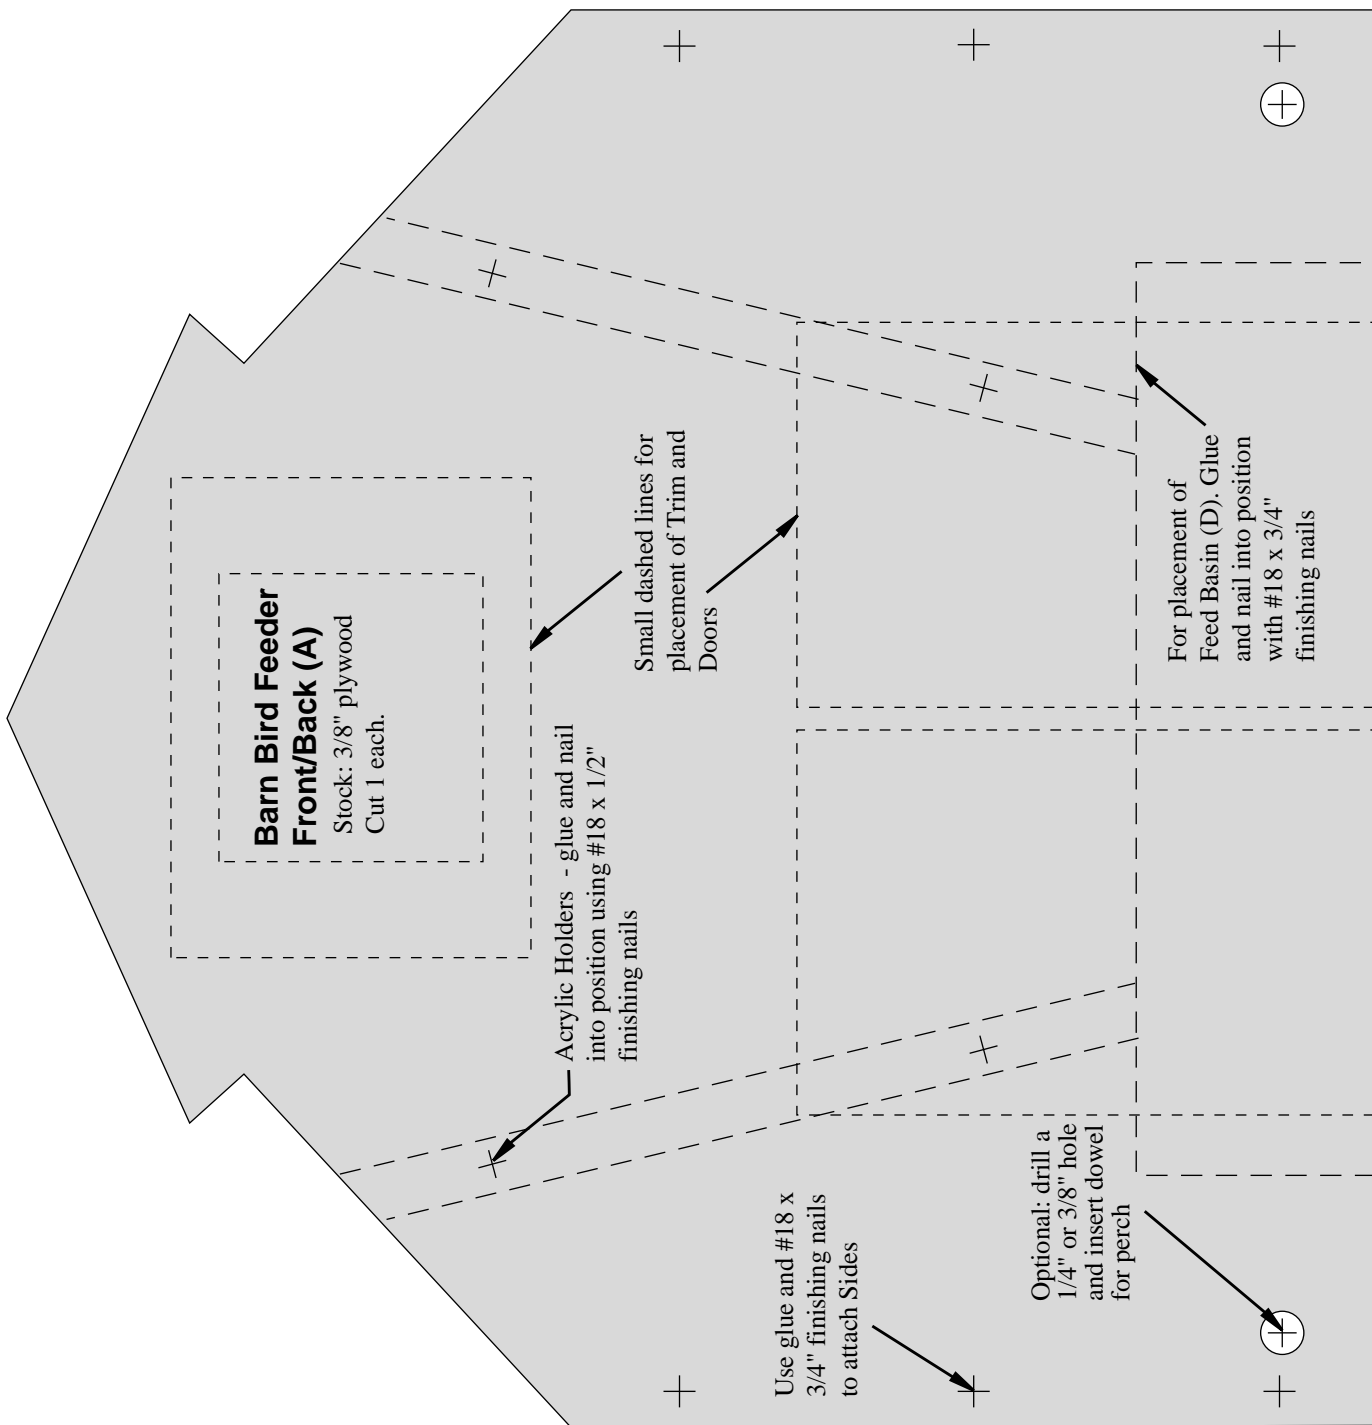 Barn Bird Feeder
Front/Back (A)
Stock: 3/8" plywood
Cut 1 each.
Acrylic Holders - glue and nail
into position using #18 x 1/2"
finishing nails
Small dashed lines for
placement of Trim and
Doors
Use glue and #18 x
3/4" finishing nails
to attach Sides
Optional: drill a
1/4" or 3/8" hole
and insert dowel
for perch
For placement of
Feed Basin (D). Glue
and nail into position
with #18 x 3/4"
finishing nails